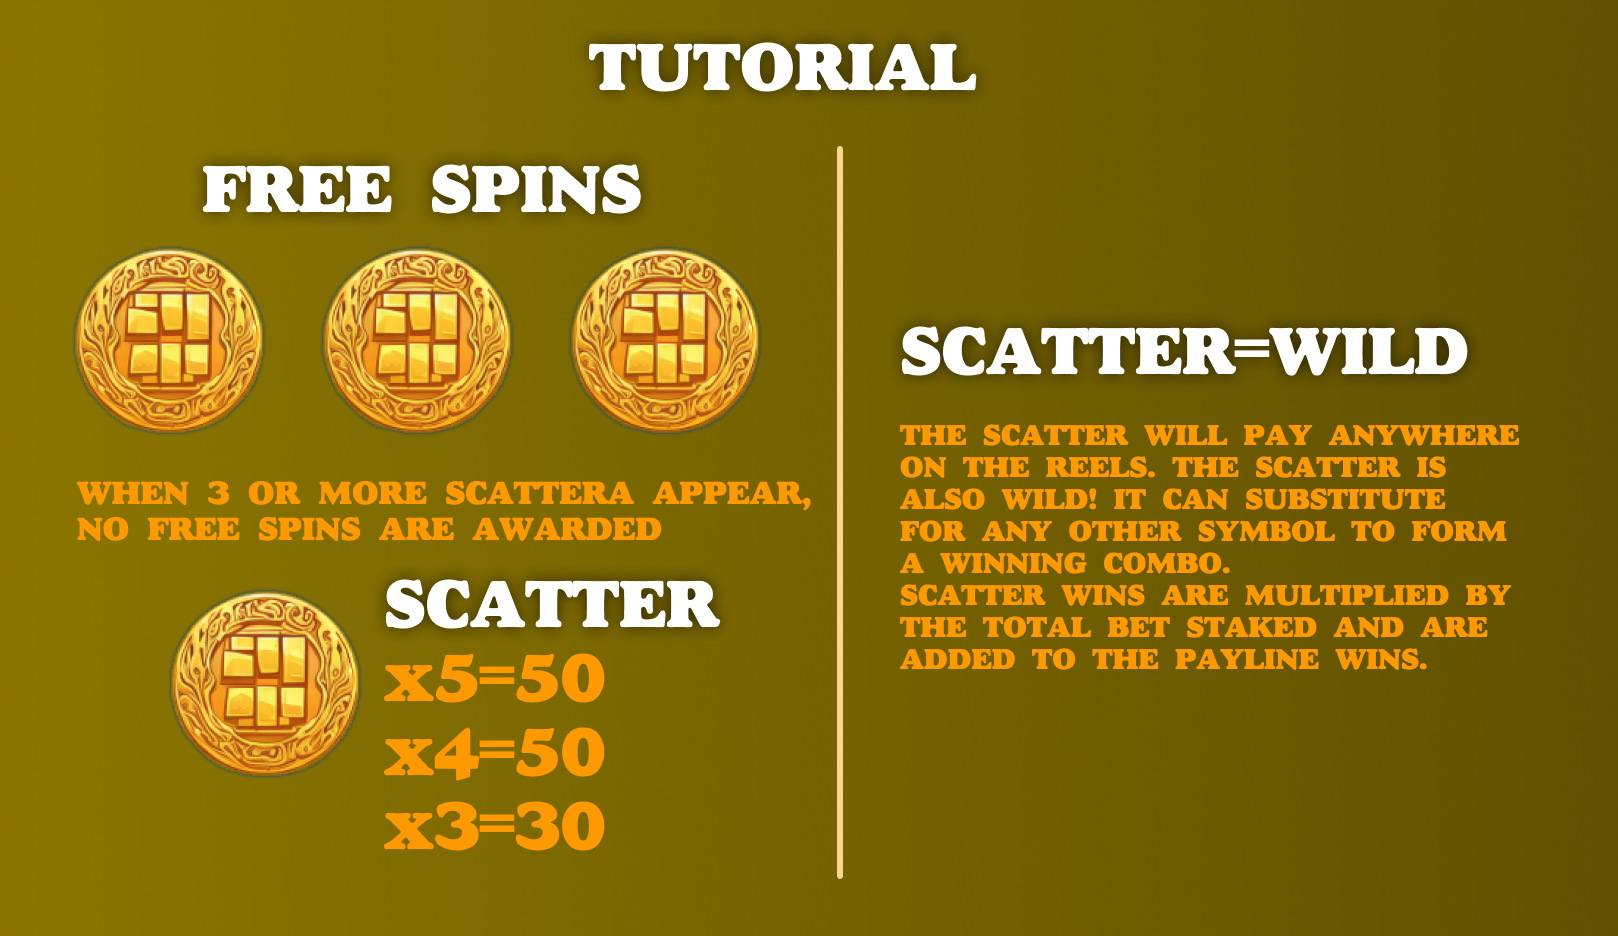 TUTORIAL
FREE SPINS
WHEN 3 OR MORE SCATTERA APPEAR,
NO FREE SPINS ARE AWARDED
SCATTER
x5=50
x4=50
x3=30
SCATTER=WILD
THE SCATTER WILL PAY ANYWHERE
ON THE REELS. THE SCATTER IS
ALSO WILD! IT CAN SUBSTITUTE
FOR ANY OTHER SYMBOL TO FORM
A WINNING COMBO.
SCATTER WINS ARE MULTIPLIED BY
THE TOTAL BET STAKED AND ARE
ADDED TO THE PAYLINE WINS.